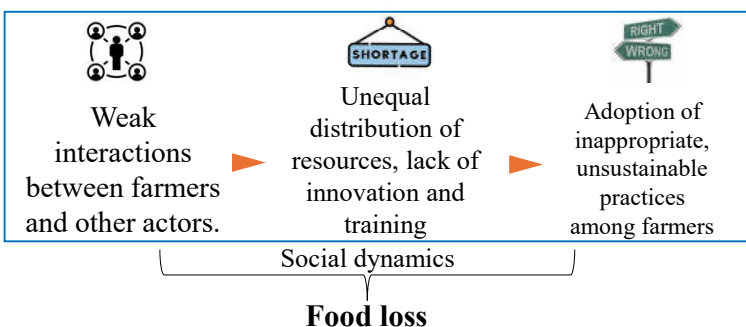 Weak
interactions
between farmers
and other actors.
SHORTAGE
Unequal
distribution of
resources, lack of
innovation and
training
RIGHT
WRONG
Adoption of
inappropriate,
unsustainable
practices
among farmers
Social dynamics
Food loss